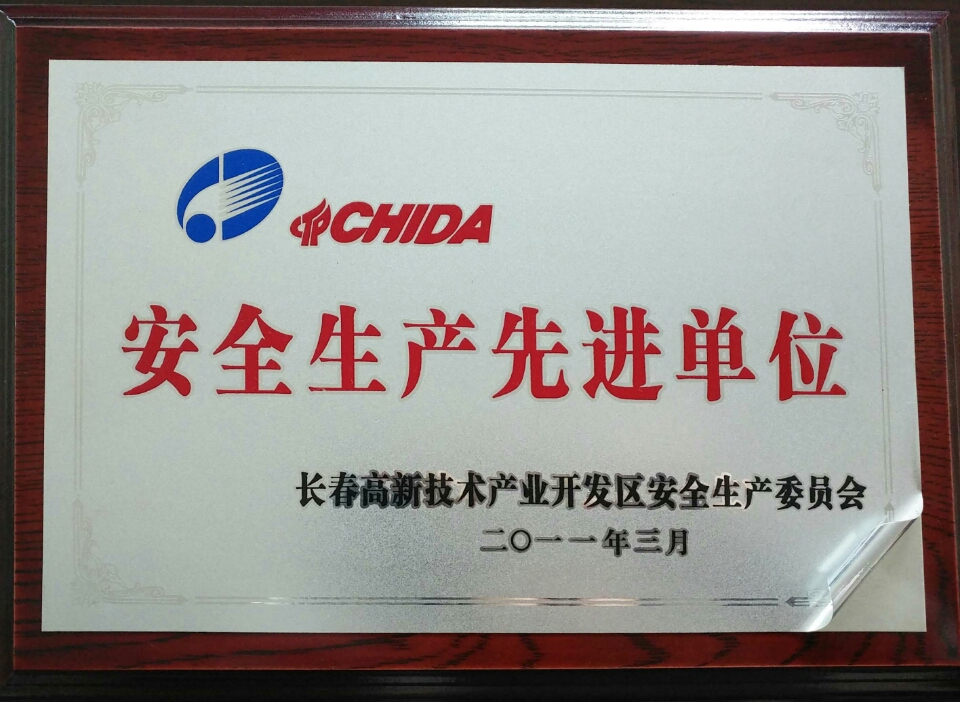 CHIDA
安全生产先进单位
长春高新技术产业开发区安全生产委员会
二〇一一年三月